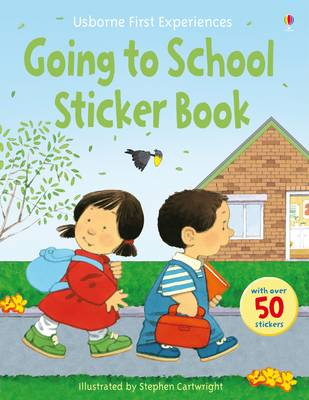 Usborne First Experiences
Going to School
Sticker Book
with over
50
stickers
Illustrated by Stephen Cartwright